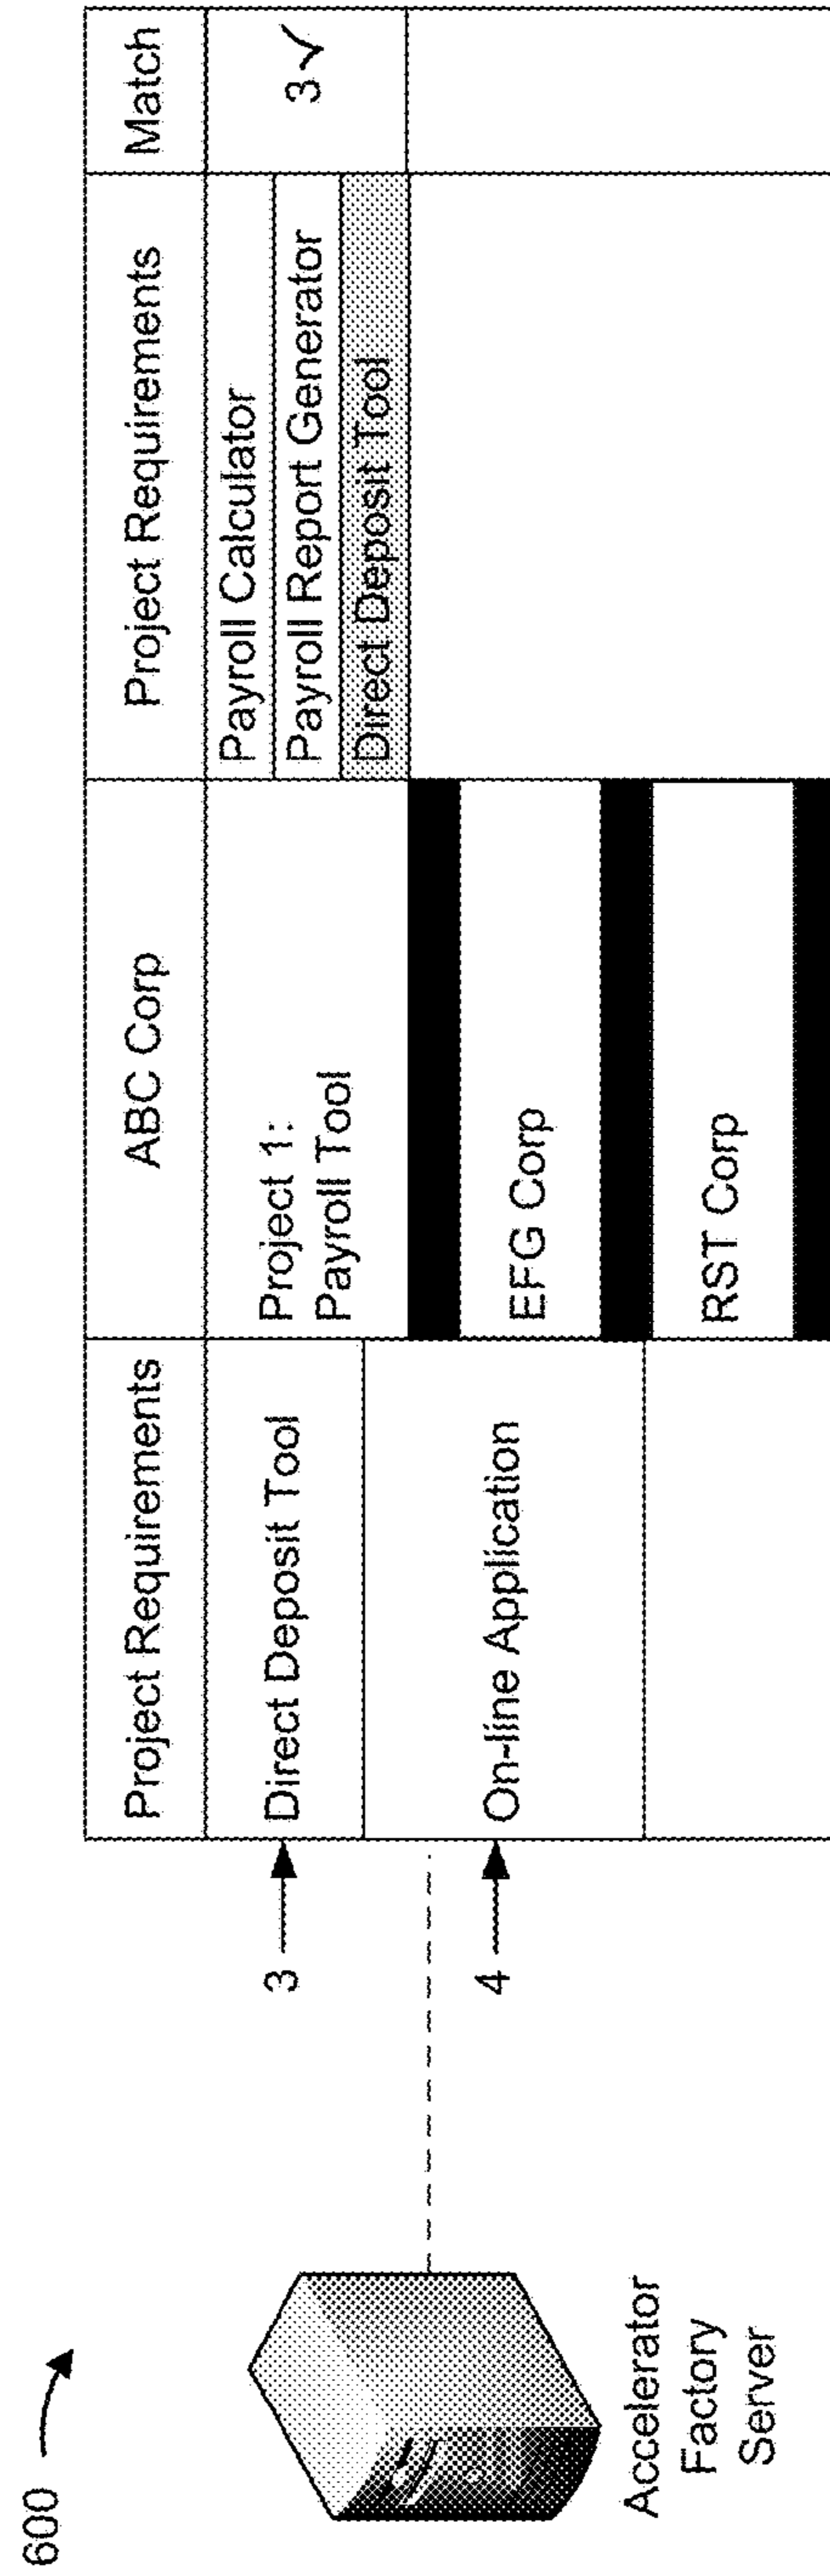 600
Accelerator
Factory
Server
3
4
Project Requirements
ABC Corp
Project Requirements
Match
Direct Deposit Tool
Project 1:
Payroll Tool
Payroll Calculator
Payroll Report Generator
Direct Deposit Tool
3✓
On-line Application
EFG Corp
RST Corp